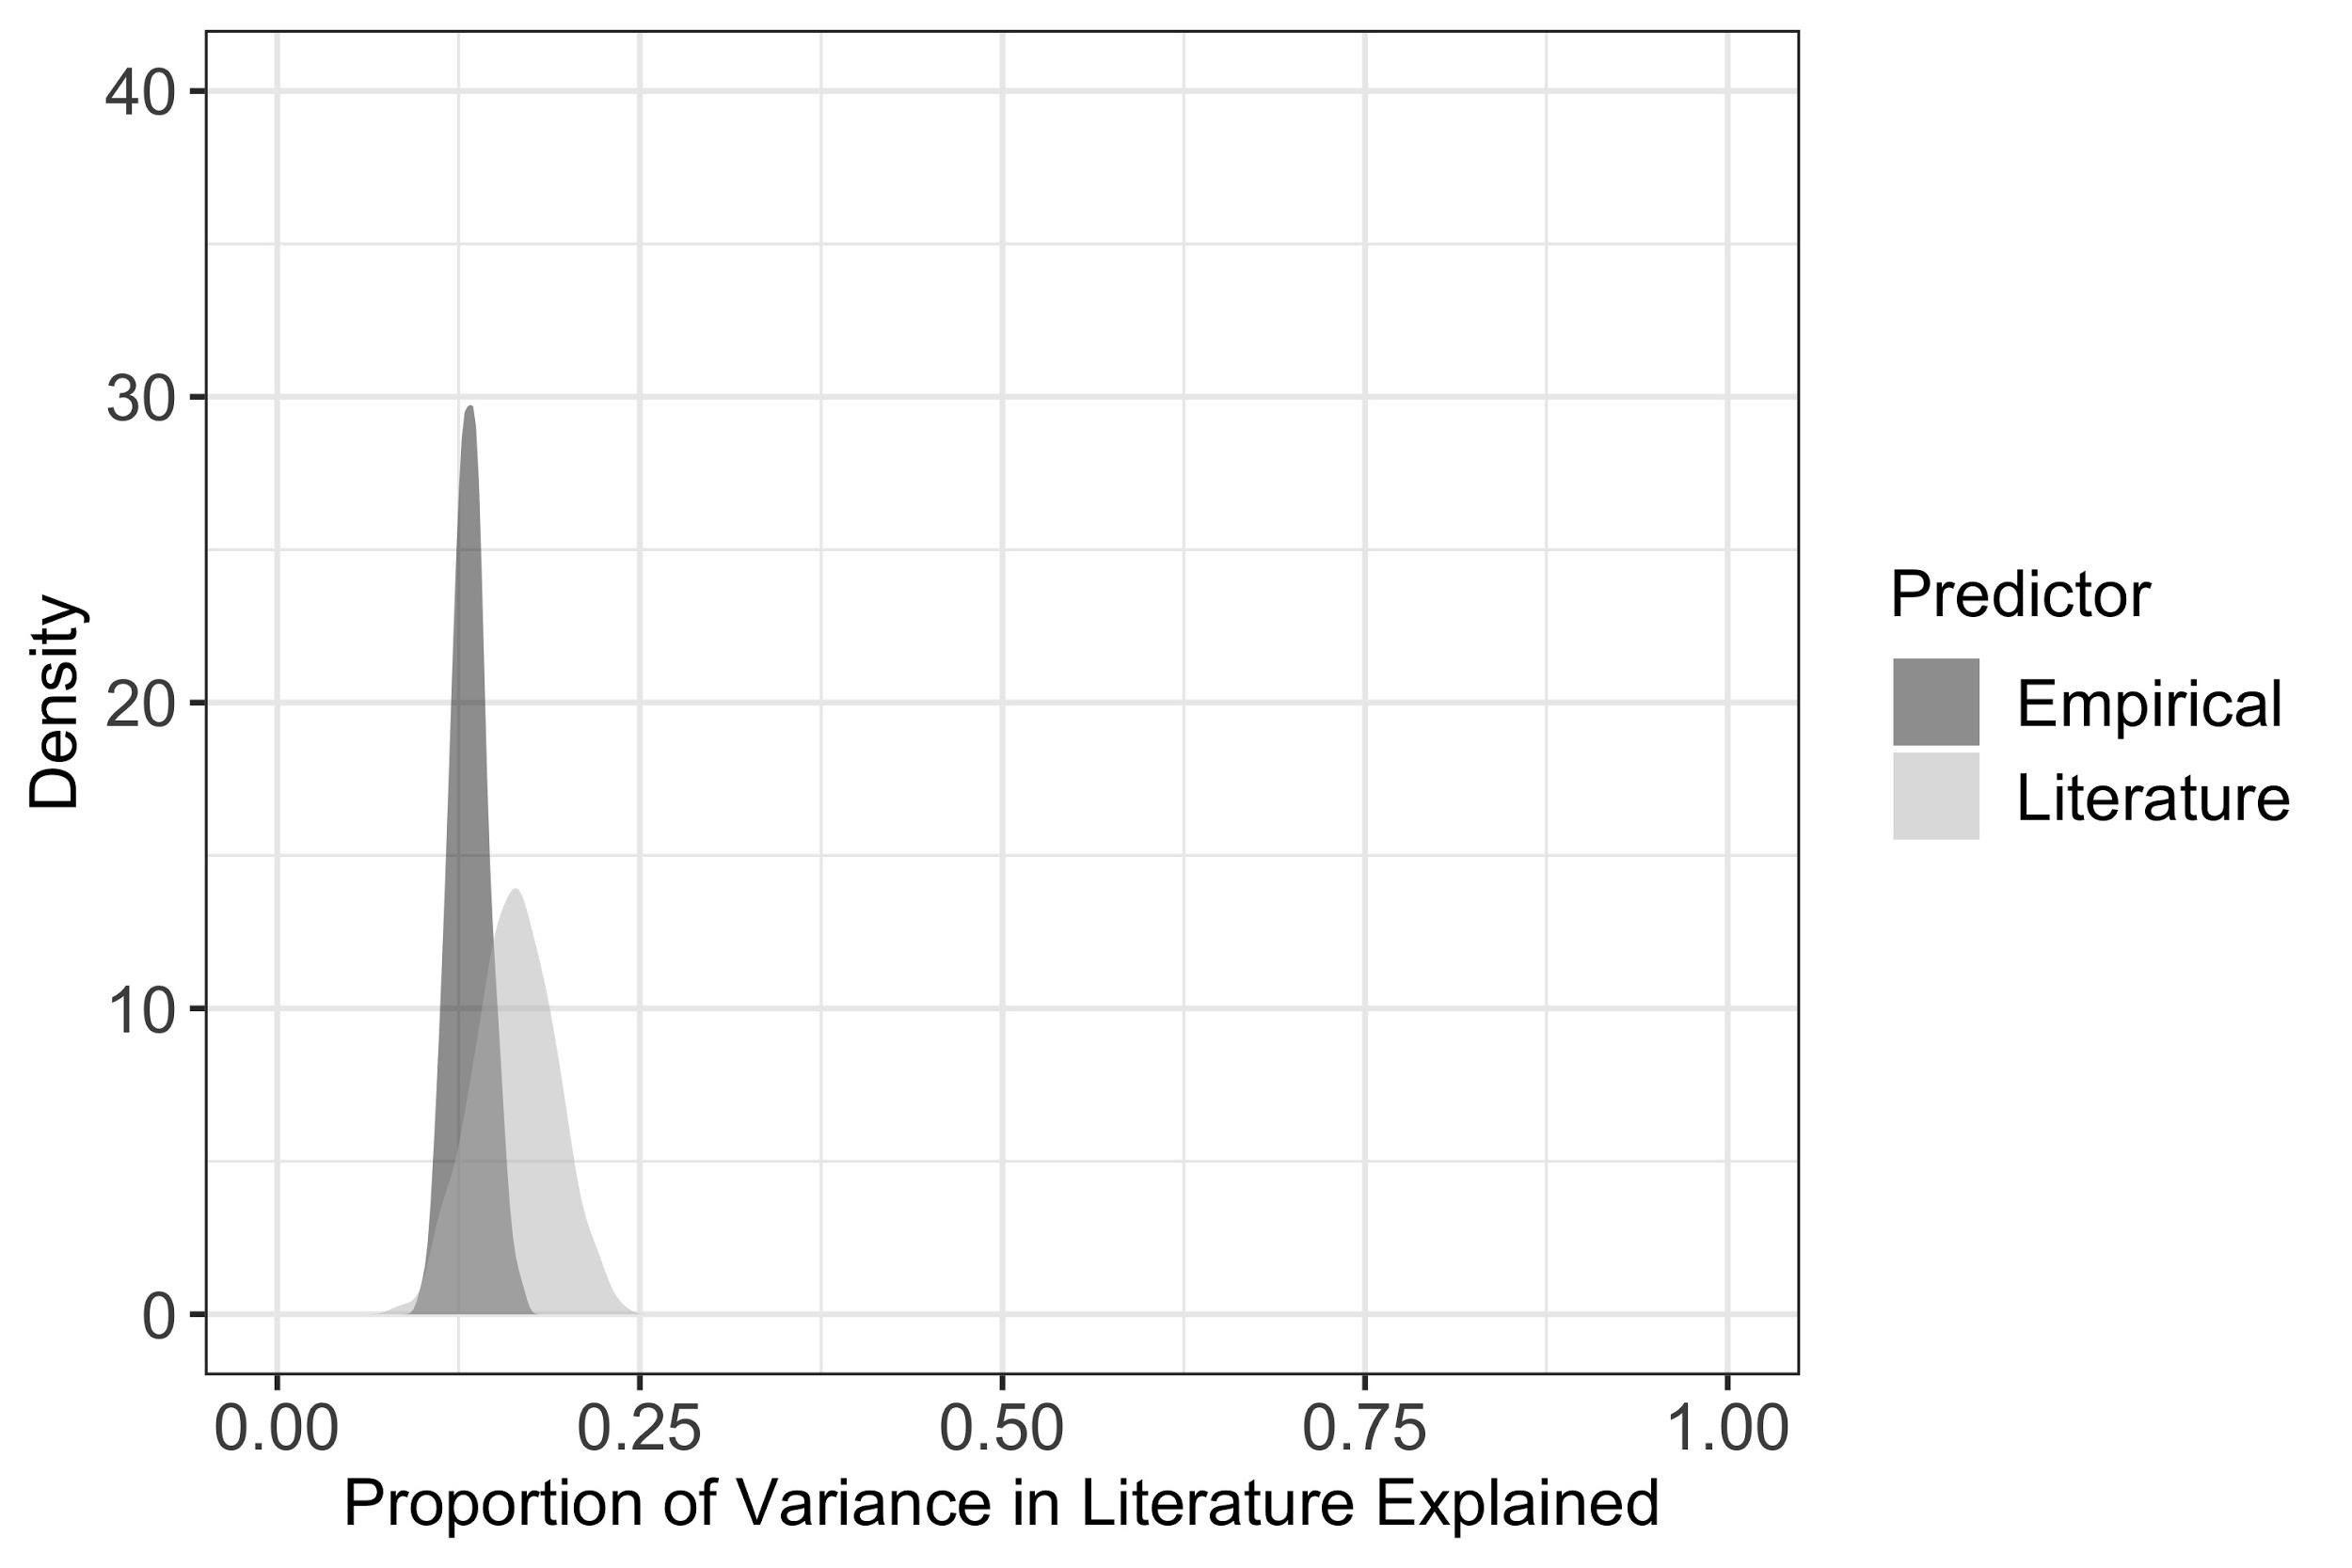 40
30
20
10
0
Density
0.00 0.25 0.50 0.75 1.00
Proportion of Variance in Literature Explained
Predictor
Empirical
Literature